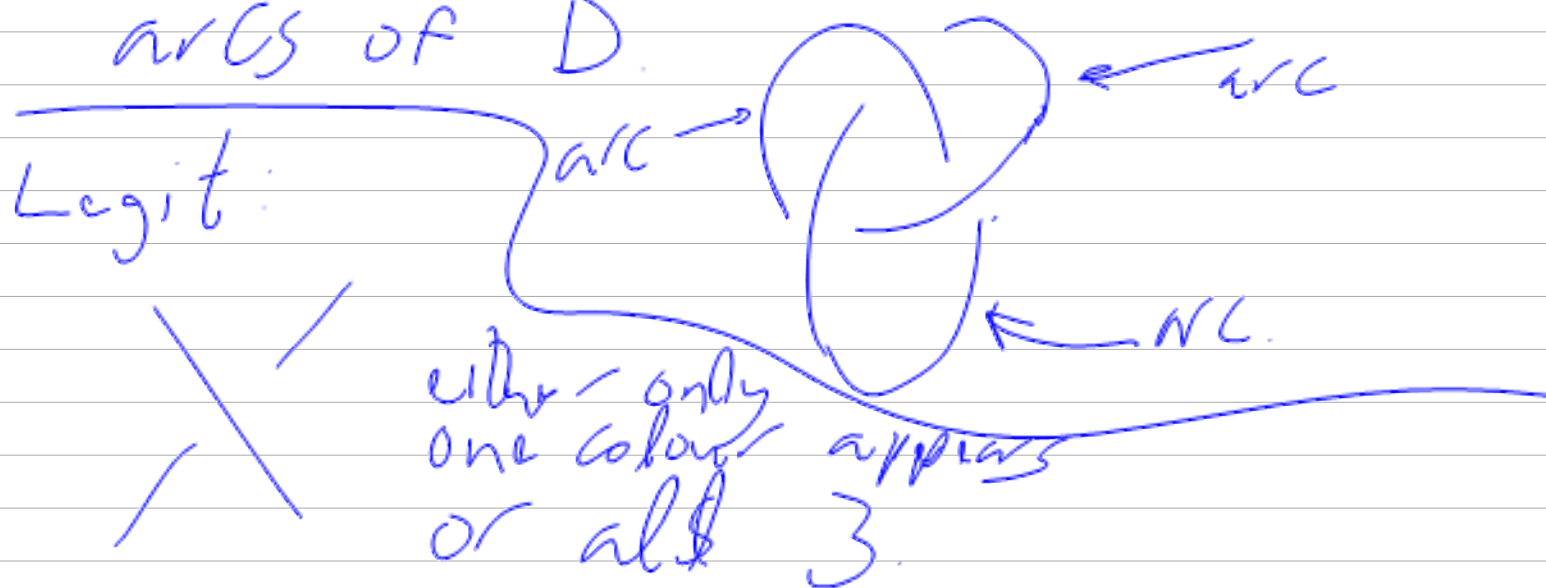 arcs of D.
arc
arc
Legit:
arc.
either only
one colour appears
or all 3.